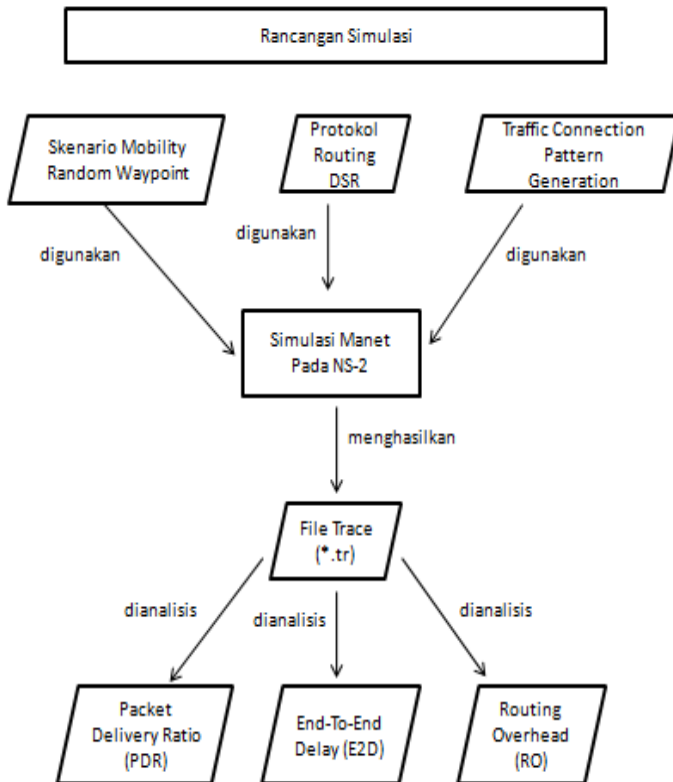 Rancangan Simulasi
Skenario Mobility
Random Waypoint
Protokol
Routing
DSR
Traffic Connection
Pattern
Generation
digunakan
digunakan
digunakan
Simulasi Manet
Pada NS-2
menghasilkan
File Trace
(*.tr)
dianalisis
dianalisis
dianalisis
Packet
Delivery Ratio
(PDR)
End-To-End
Delay (E2D)
Routing
Overhead
(RO)